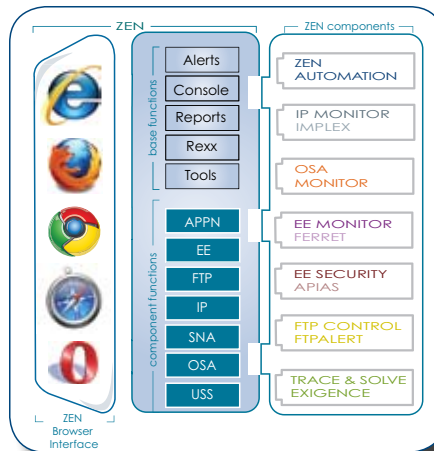 ZEN
ZEN components
base functions
Alerts
Console
Reports
Rexx
Tools
component functions
APPN
EE
FTP
IP
SNA
OSA
USS
ZEN
AUTOMATION
IP MONITOR
IMPLEX
OSA
MONITOR
EE MONITOR
FERRET
EE SECURITY
APIAS
FTP CONTROL
FTPALERT
TRACE & SOLVE
EXIGENCE
ZEN
Browser
Interface